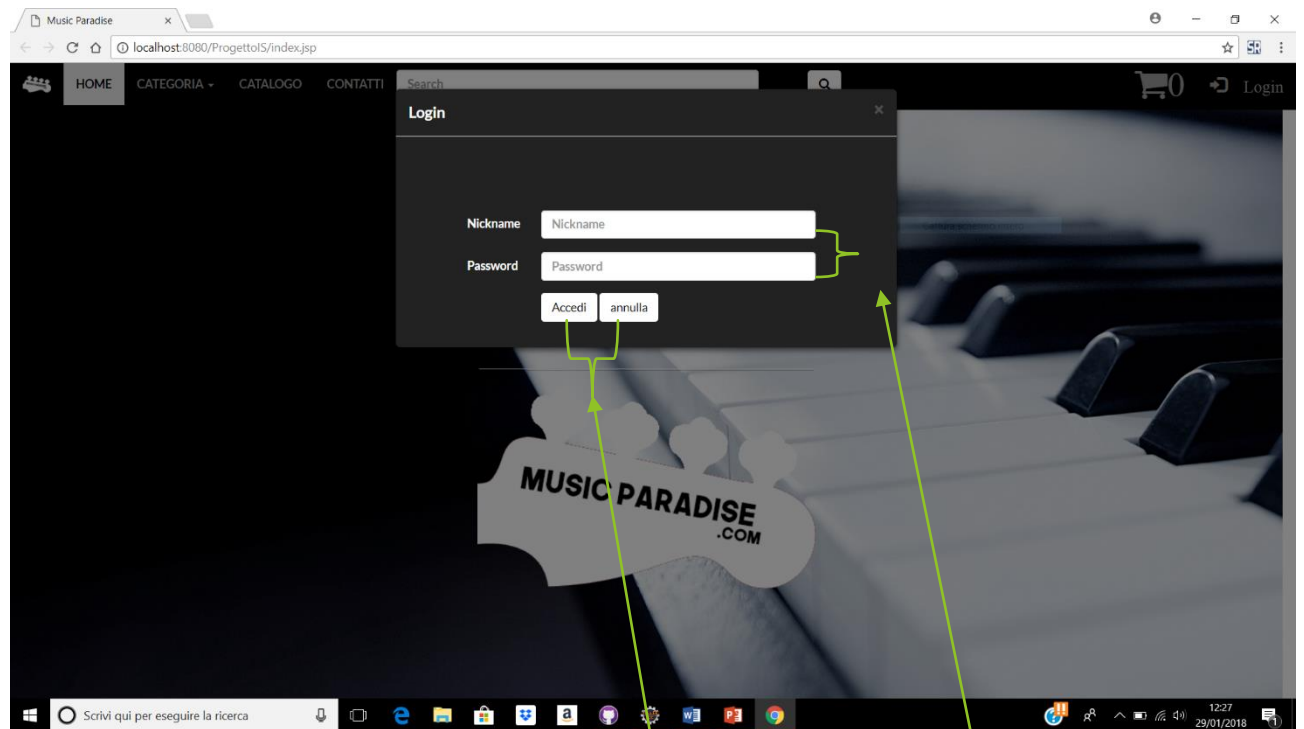 Music Paradise
localhost:8080/ProgettoIS/index.jsp
HOME CATEGORIA CATALOGO CONTATTI Search 0 Login
Login
Nickname Nickname
Password Password
Accedi annulla
MUSIC PARADISE
.COM
Scrivi qui per eseguire la ricerca
12:27
29/01/2018